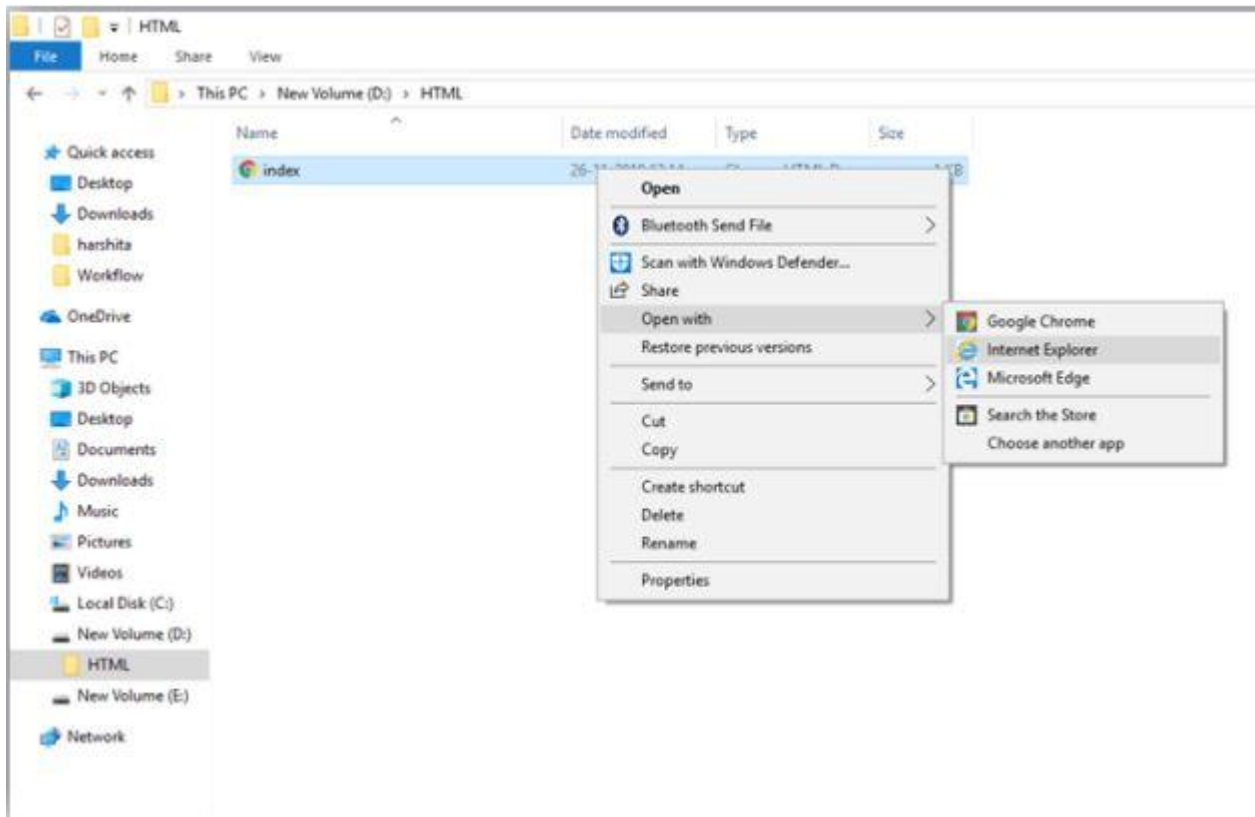 HTML
File Home Share View
This PC > New Volume (D:) > HTML
Name Date modified Type Size
Quick access
Desktop
Downloads
harshita
Workflow
OneDrive
This PC
3D Objects
Desktop
Documents
Downloads
Music
Pictures
Videos
Local Disk (C:)
New Volume (D:)
HTML
New Volume (E:)
Network
index
Open
Bluetooth Send File
Scan with Windows Defender...
Share
Open with
Restore previous versions
Send to
Cut
Copy
Create shortcut
Delete
Rename
Properties
Google Chrome
Internet Explorer
Microsoft Edge
Search the Store
Choose another app